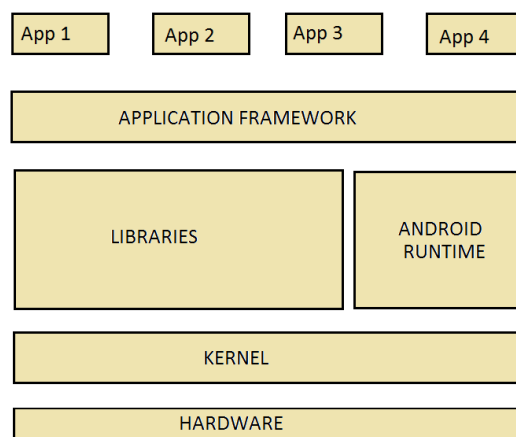 App 1
App 2
App 3
App 4
APPLICATION FRAMEWORK
LIBRARIES
ANDROID
RUNTIME
KERNEL
HARDWARE